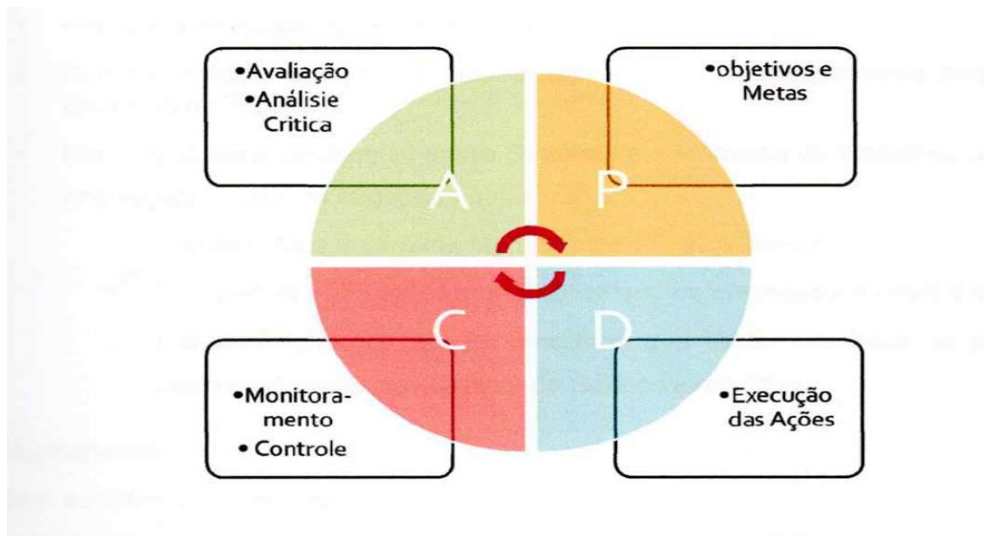 •Avaliação
•Análisie
Critica
•objetivos e
Metas
A
P
C
D
•Monitora-
mento
• Controle
•Execução
das Ações